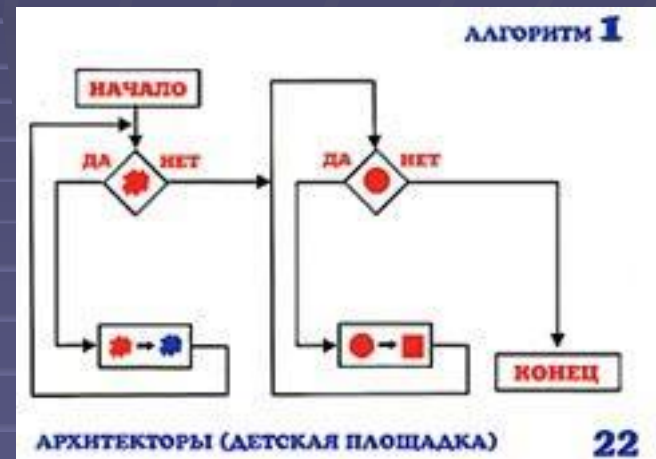 АЛГОРИТМ 1
НАЧАЛО
ДА НЕТ
ДА НЕТ
КОНЕЦ
АРХИТЕКТОРЫ (ДЕТСКАЯ ПЛОЩАДКА) 22